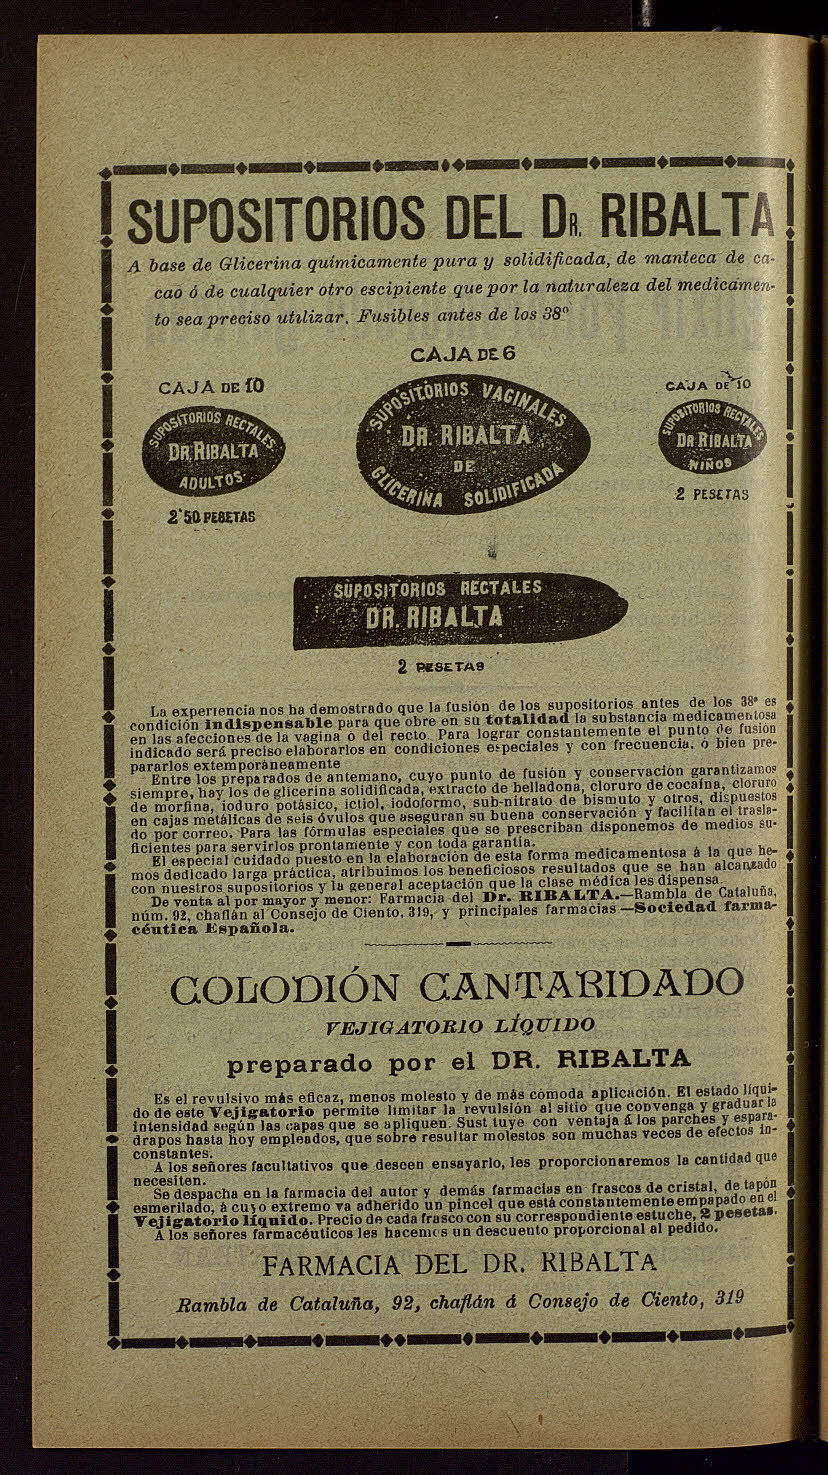 SUPOSITORIOS DEL DR. RIBALTA
A base de Glicerina químicamente pura y solidificada, de manteca de ca-
cao ó de cualquier otro escipiente que por la naturaleza del medicamen-
to sea preciso utilizar. Fusibles antes de los 38º
CAJA DE 6
CAJA DE 10
CAJA DE 10
SUPOSITORIOS RECTALES
DR RIBALTA
ADULTOS
2'50 PESETAS
SUPOSITORIOS VAGINALES
DR. RIBALTA
DE
GLICERINA SOLIDIFICADA
SUPOSITORIOS RECTALES
DR RIBALTA
NIÑOS
2 PESETAS
SUPOSITORIOS RECTALES
DR. RIBALTA
2 PESETAS
La experiencia nos ha demostrado que la fusión de los supositorios antes de los 38º es
condición indispensable para que obre en su totalidad la substancia medicamentosa
en las afecciones de la vagina ó del recto. Para lograr constantemente el punto de fusión
indicado será preciso elaborarlos en condiciones especiales y con frecuencia, ó bien pre-
pararlos extemporáneamente
Entre los preparados de antemano, cuyo punto de fusión y conservación garantizamos
siempre, hay los de glicerina solidificada, extracto de belladona, cloruro de cocaína, cloruro
de morfina, ioduro potásico, ictiol, iodoformo, sub-nitrato de bismuto y otros, dispuestos
en cajas metálicas de seis óvulos que aseguran su buena conservación y facilitan el trasla-
do por correo. Para las fórmulas especiales que se prescriban disponemos de medios su-
ficientes para servirlos prontamente y con toda garantía.
El especial cuidado puesto en la elaboración de esta forma medicamentosa á la que he-
mos dedicado larga práctica, atribuimos los beneficiosos resultados que se han alcanzado
con nuestros supositorios y la general aceptación que la clase médica les dispensa.
De venta al por mayor y menor: Farmacia del Dr. RIBALTA.—Rambla de Cataluña,
núm. 92, chaflán al Consejo de Ciento, 319, y principales farmacias —Sociedad farma-
céutica Española.
COLODIÓN CANTARIDADO
VEJIGATORIO LÍQUIDO
preparado por el DR. RIBALTA
Es el revulsivo más eficaz, menos molesto y de más cómoda aplicación. El estado líqui-
do de este Vejigatorio permite limitar la revulsión al sitio que convenga y graduar la
intensidad según las capas que se apliquen. Sustituye con ventaja á los parches y espara-
drapos hasta hoy empleados, que sobre resultar molestos son muchas veces de efectos in-
constantes.
A los señores facultativos que deseen ensayarlo, les proporcionaremos la cantidad que
necesiten.
Se despacha en la farmacia del autor y demás farmacias en frascos de cristal, de tapón
esmerilado, á cuyo extremo va adherido un pincel que está constantemente empapado en el
Vejigatorio líquido. Precio de cada frasco con su correspondiente estuche, 2 pesetas.
A los señores farmacéuticos les hacemos un descuento proporcional al pedido.
FARMACIA DEL DR. RIBALTA
Rambla de Cataluña, 92, chaflán á Consejo de Ciento, 319